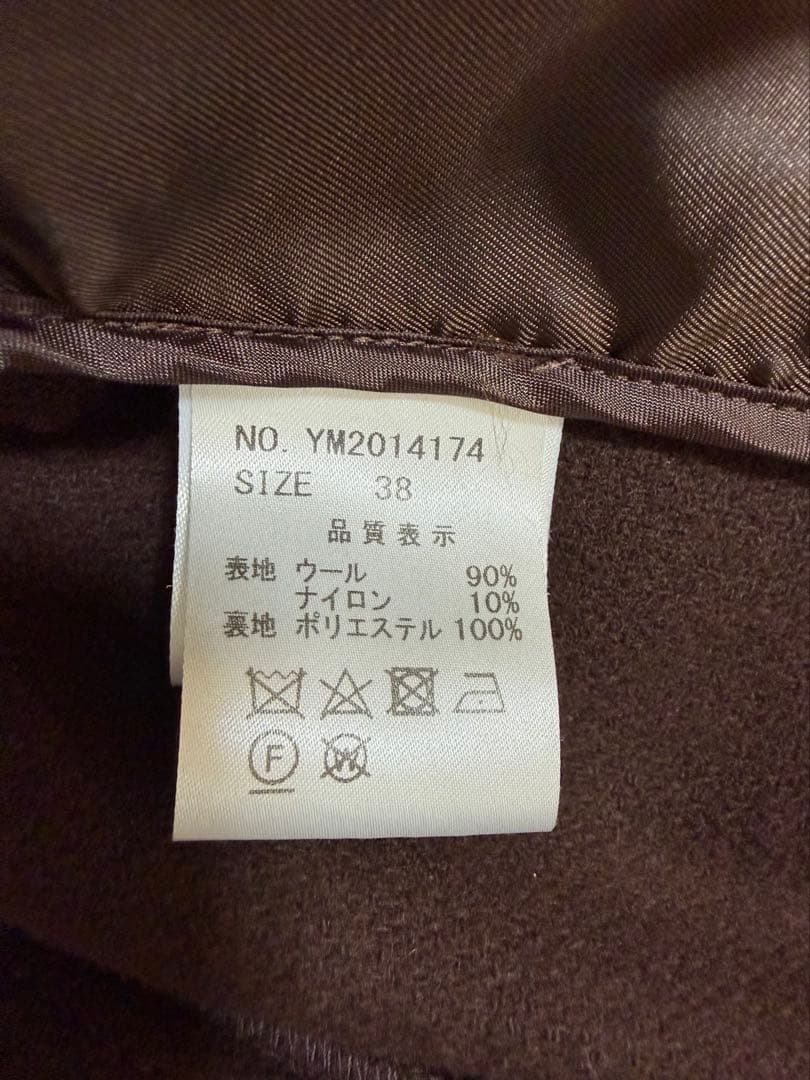 NO. YM2014174
SIZE 38
品質表示
表地 ウール 90%
ナイロン 10%
裏地 ポリエステル 100%
F
W